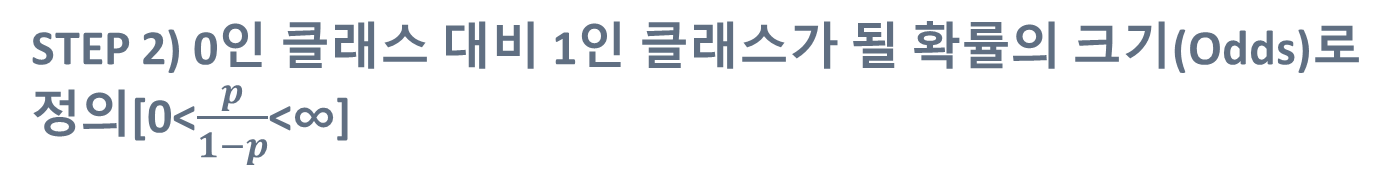 STEP 2) 0인 클래스 대비 1인 클래스가 될 확률의 크기(Odds)로
정의[0<p/(1−p)<∞]